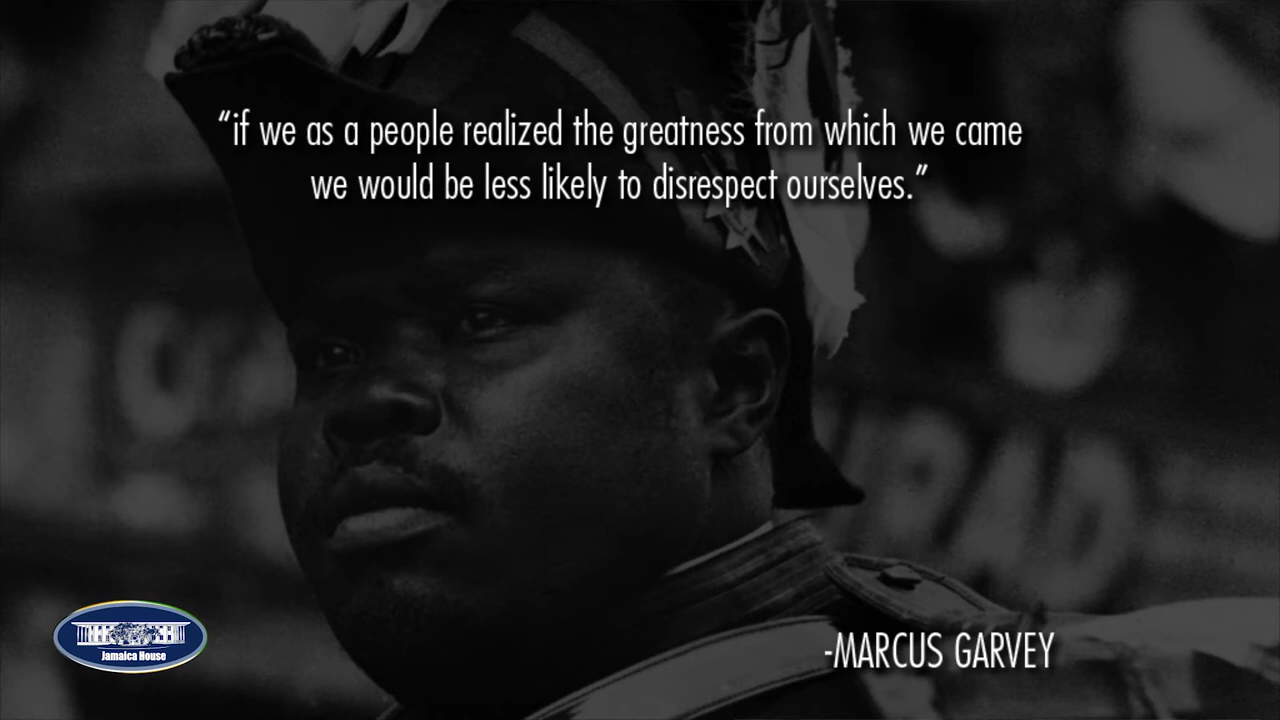 “if we as a people realized the greatness from which we came
we would be less likely to disrespect ourselves.”
-MARCUS GARVEY
Jamaica House